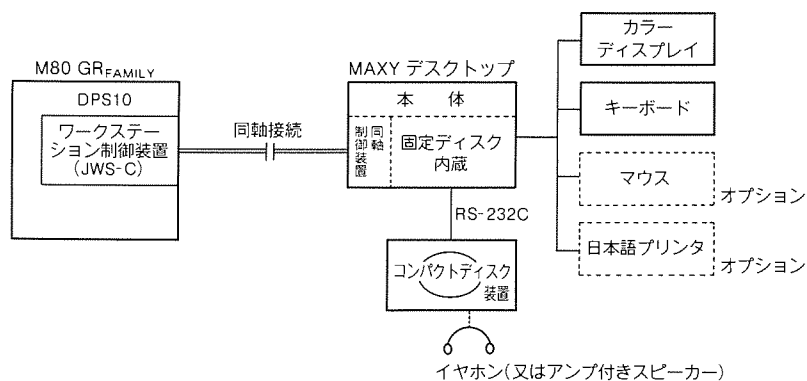 M80 GRFAMILY
DPS10
ワークステー
ション制御装置
(JWS-C)
同軸接続
MAXY デスクトップ
本 体
同軸
制御装置
固定ディスク
内蔵
RS-232C
コンパクトディスク
装置
イヤホン(又はアンプ付きスピーカー)
カラー
ディスプレイ
キーボード
マウス
オプション
日本語プリンタ
オプション